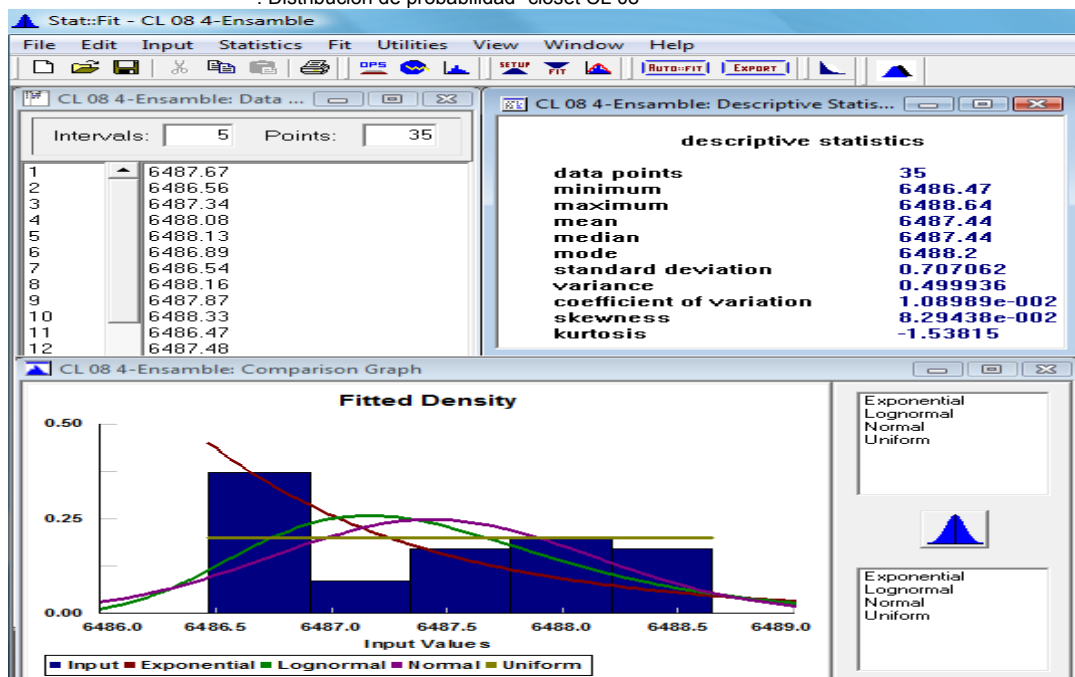 : Distribución de probabilidad "closet CL 08"
Stat::Fit - CL 08 4-Ensamble
File Edit Input Statistics Fit Utilities View Window Help
OPS SETUP FIT AUTO::FIT EXPORT
CL 08 4-Ensamble: Data ...
Intervals: 5 Points: 35
1 6487.67
2 6486.56
3 6487.34
4 6488.08
5 6488.13
6 6486.89
7 6486.54
8 6488.16
9 6487.87
10 6488.33
11 6486.47
12 6487.48
CL 08 4-Ensamble: Descriptive Statis...
descriptive statistics
data points 35
minimum 6486.47
maximum 6488.64
mean 6487.44
median 6487.44
mode 6488.2
standard deviation 0.707062
variance 0.499936
coefficient of variation 1.08989e-002
skewness 8.29438e-002
kurtosis -1.53815
CL 08 4-Ensamble: Comparison Graph
Fitted Density
0.50
0.25
0.00
6486.0 6486.5 6487.0 6487.5 6488.0 6488.5 6489.0
Input Values
Input Exponential Lognormal Normal Uniform
Exponential
Lognormal
Normal
Uniform
Exponential
Lognormal
Normal
Uniform